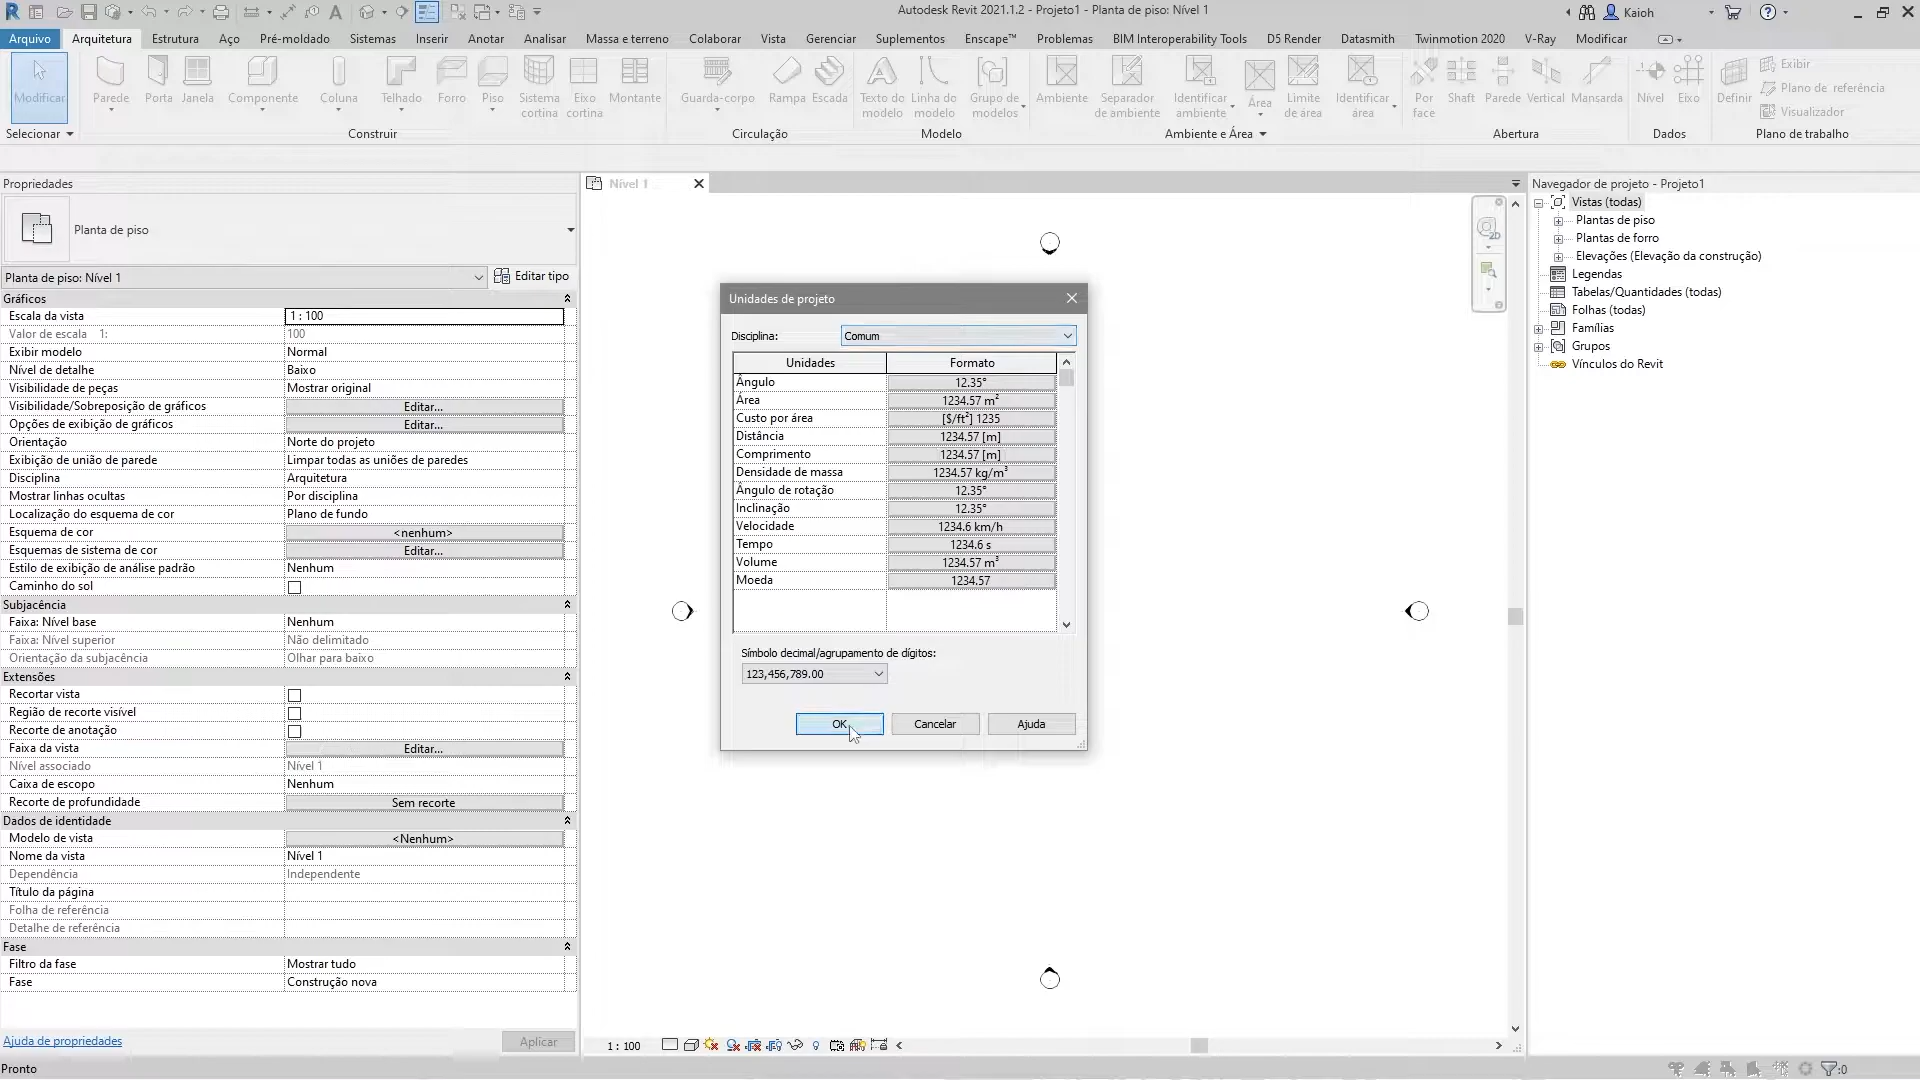 Autodesk Revit 2021.1.2 - Projeto1 - Planta de piso: Nível 1
Kaioh
Arquivo Arquitetura Estrutura Aço Pré-moldado Sistemas Inserir Anotar Analisar Massa e terreno Colaborar Vista Gerenciar Suplementos Enscape™ Problemas BIM Interoperability Tools D5 Render Datasmith Twinmotion 2020 V-Ray Modificar
Modificar
Parede
Porta
Janela
Componente
Coluna
Telhado
Forro
Piso
Sistema
cortina
Eixo
cortina
Montante
Guarda-corpo
Rampa
Escada
Texto do
modelo
Linha do
modelo
Grupo de
modelos
Ambiente
Separador
de ambiente
Identificar
ambiente
Área
Limite
de área
Identificar
área
Por
face
Shaft
Parede
Vertical
Mansarda
Nível
Eixo
Definir
Exibir
Plano de referência
Visualizador
Selecionar
Construir
Circulação
Modelo
Ambiente e Área
Abertura
Dados
Plano de trabalho
Propriedades
Planta de piso
Planta de piso: Nível 1
Editar tipo
Gráficos
Escala da vista 1 : 100
Valor de escala 1: 100
Exibir modelo Normal
Nível de detalhe Baixo
Visibilidade de peças Mostrar original
Visibilidade/Sobreposição de gráficos Editar...
Opções de exibição de gráficos Editar...
Orientação Norte do projeto
Exibição de união de parede Limpar todas as uniões de paredes
Disciplina Arquitetura
Mostrar linhas ocultas Por disciplina
Localização do esquema de cor Plano de fundo
Esquema de cor <nenhum>
Esquemas de sistema de cor Editar...
Estilo de exibição de análise padrão Nenhum
Caminho do sol
Subjacência
Faixa: Nível base Nenhum
Faixa: Nível superior Não delimitado
Orientação da subjacência Olhar para baixo
Extensões
Recortar vista
Região de recorte visível
Recorte de anotação
Faixa da vista Editar...
Nível associado Nível 1
Caixa de escopo Nenhum
Recorte de profundidade Sem recorte
Dados de identidade
Modelo de vista <Nenhum>
Nome da vista Nível 1
Dependência Independente
Título da página
Folha de referência
Detalhe de referência
Fase
Filtro da fase Mostrar tudo
Fase Construção nova
Ajuda de propriedades
Aplicar
Pronto
Nível 1
2D
Unidades de projeto
Disciplina: Comum
Unidades Formato
Ângulo 12.35°
Área 1234.57 m²
Custo por área [$/ft²] 1235
Distância 1234.57 [m]
Comprimento 1234.57 [m]
Densidade de massa 1234.57 kg/m³
Ângulo de rotação 12.35°
Inclinação 12.35°
Velocidade 1234.6 km/h
Tempo 1234.6 s
Volume 1234.57 m³
Moeda 1234.57
Símbolo decimal/agrupamento de dígitos:
123,456,789.00
OK Cancelar Ajuda
1 : 100
Navegador de projeto - Projeto1
Vistas (todas)
Plantas de piso
Plantas de forro
Elevações (Elevação da construção)
Legendas
Tabelas/Quantidades (todas)
Folhas (todas)
Famílias
Grupos
Vínculos do Revit
:0